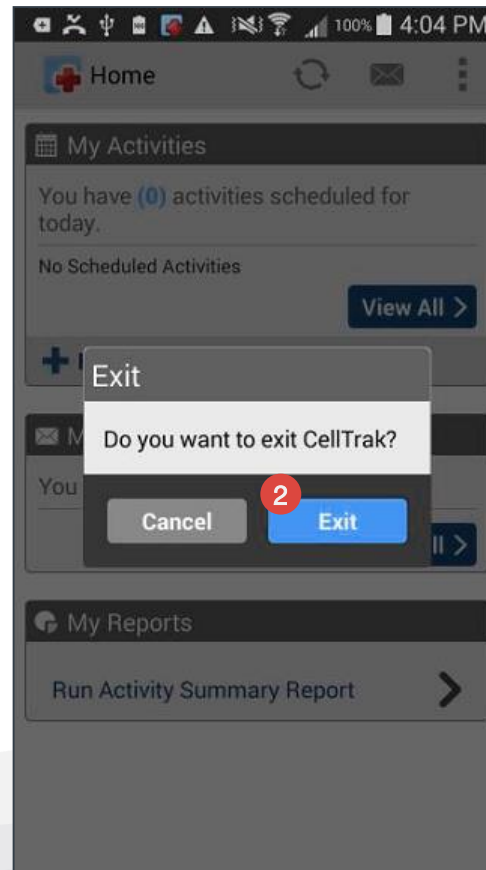 100% 4:04 PM
Home
My Activities
You have (0) activities scheduled for
today.
No Scheduled Activities
View All >
Exit
Do you want to exit CellTrak?
You
2
Cancel
Exit
My Reports
Run Activity Summary Report